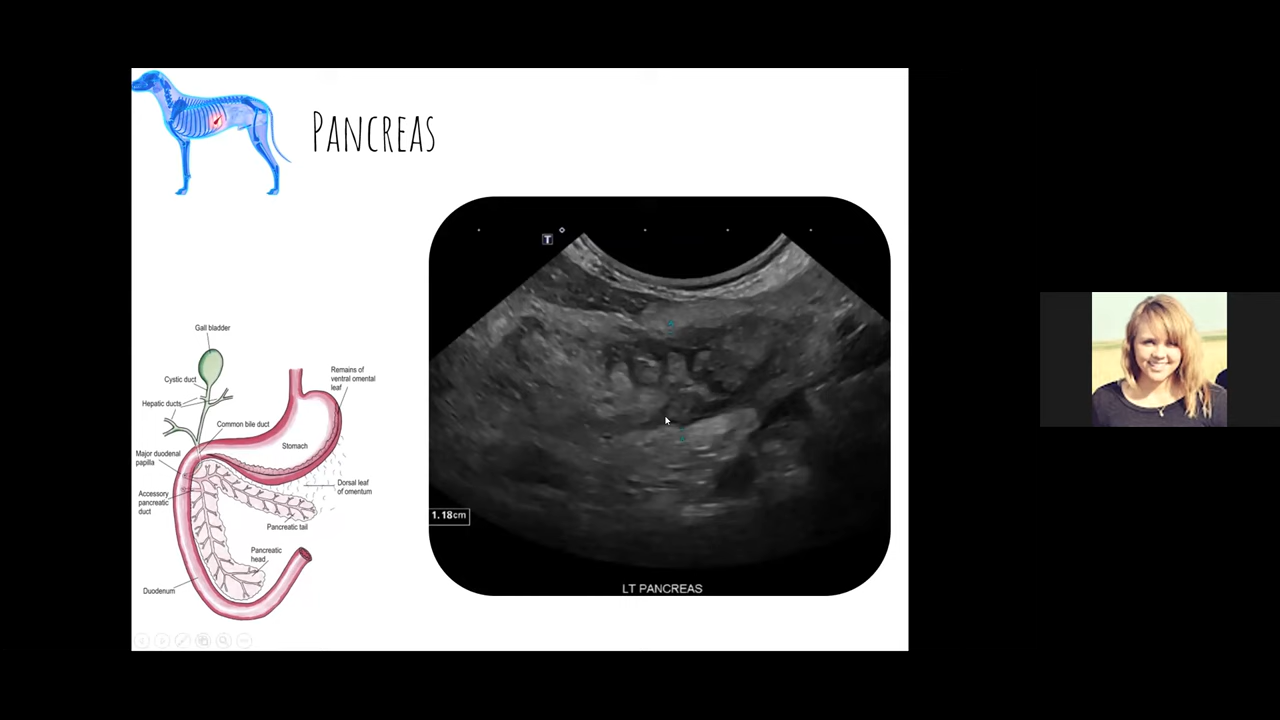 PANCREAS
Gall bladder
Cystic duct
Hepatic ducts
Common bile duct
Major duodenal
papilla
Accessory
pancreatic
duct
Duodenum
Remains of
ventral omental
leaf
Stomach
Dorsal leaf
of omentum
Pancreatic tail
Pancreatic
head
T
1.18cm
LT PANCREAS